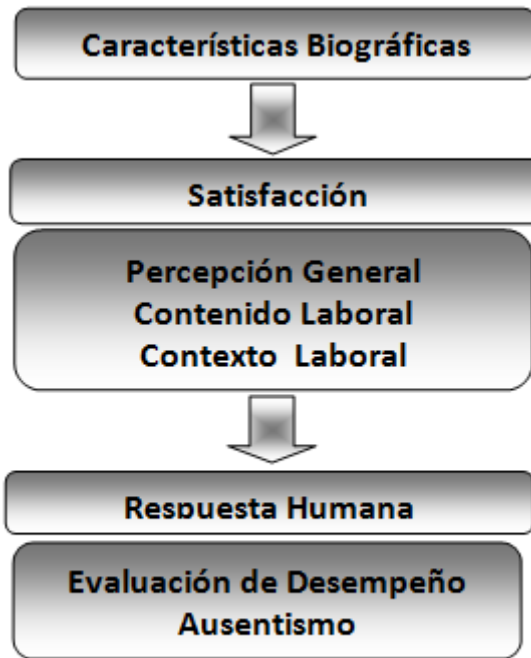 Características Biográficas
Satisfacción
Percepción General
Contenido Laboral
Contexto Laboral
Respuesta Humana
Evaluación de Desempeño
Ausentismo